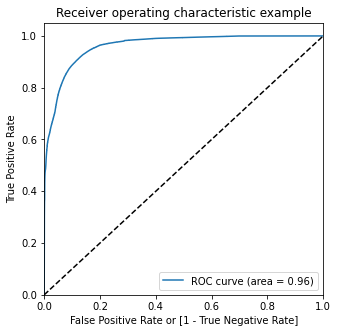 Receiver operating characteristic example
True Positive Rate
1.0
0.8
0.6
0.4
0.2
0.0
ROC curve (area = 0.96)
0.0 0.2 0.4 0.6 0.8 1.0
False Positive Rate or [1 - True Negative Rate]